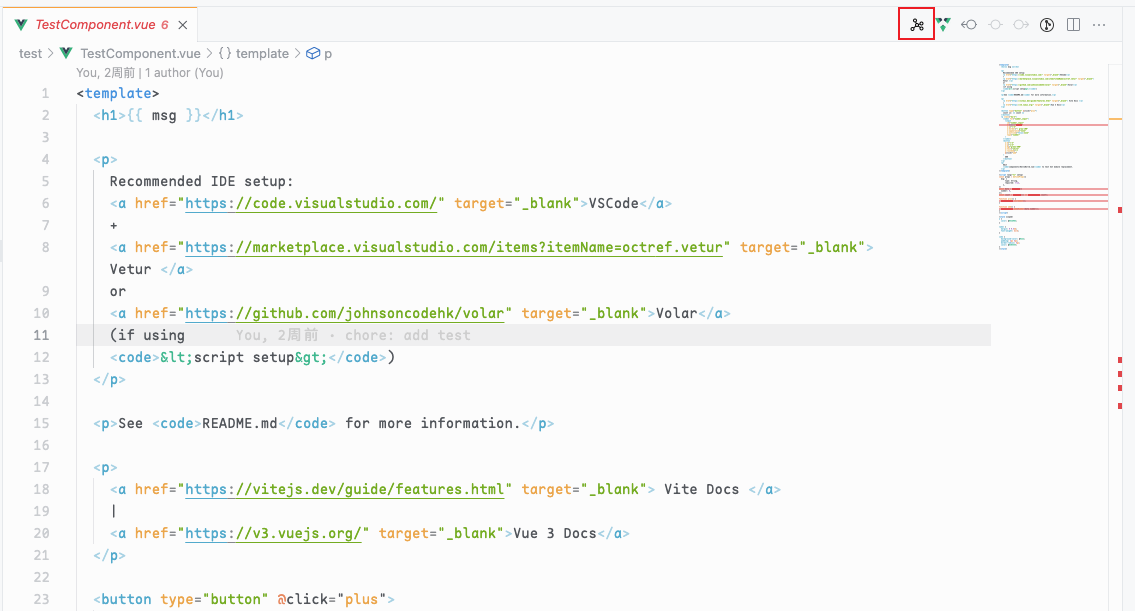 TestComponent.vue 6
test > TestComponent.vue > {} template > p
You, 2周前 | 1 author (You)
1 <template>
2 <h1>{{ msg }}</h1>
3
4 <p>
5 Recommended IDE setup:
6 <a href="https://code.visualstudio.com/" target="_blank">VSCode</a>
7 +
8 <a href="https://marketplace.visualstudio.com/items?itemName=octref.vetur" target="_blank">
Vetur </a>
9 or
10 <a href="https://github.com/johnsoncodehk/volar" target="_blank">Volar</a>
11 (if using You, 2周前 · chore: add test
12 <code>&lt;script setup&gt;</code>)
13 </p>
14
15 <p>See <code>README.md</code> for more information.</p>
16
17 <p>
18 <a href="https://vitejs.dev/guide/features.html" target="_blank"> Vite Docs </a>
19 |
20 <a href="https://v3.vuejs.org/" target="_blank">Vue 3 Docs</a>
21 </p>
22
23 <button type="button" @click="plus">